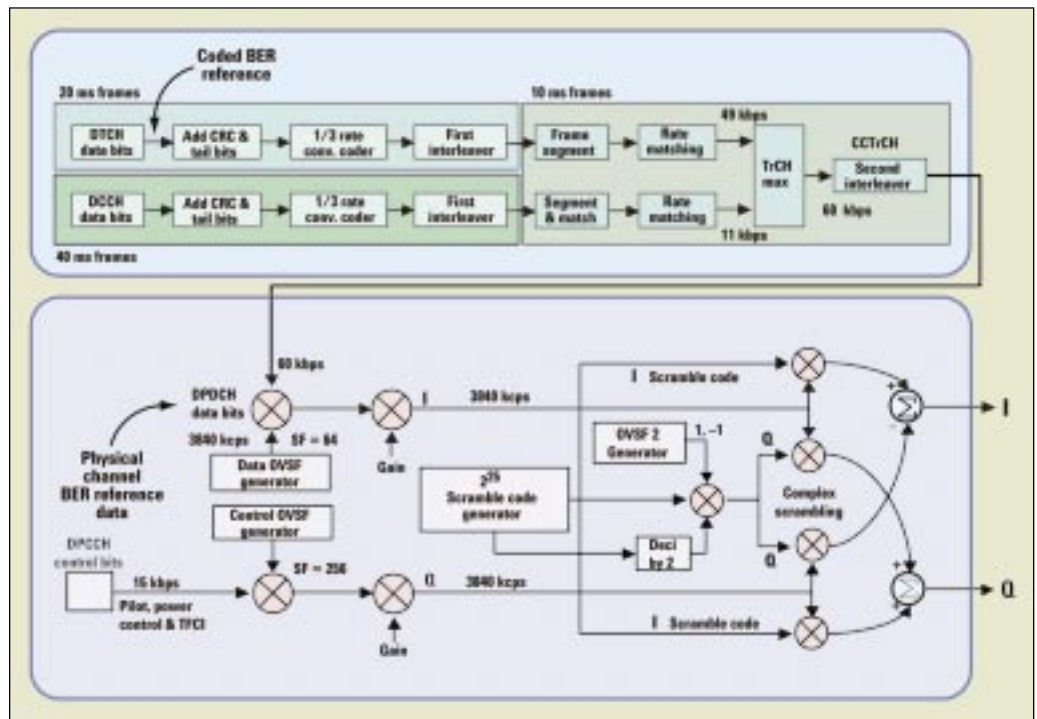 Coded BER
reference
20 ms frames
10 ms frames
DTCH
data bits
Add CRC &
tail bits
1/3 rate
conv. coder
First
interleaver
Frame
segment
Rate
matching
49 kbps
TrCH
max
CCTrCH
Second
interleaver
60 kbps
DCCH
data bits
Add CRC &
tail bits
1/3 rate
conv. coder
First
interleaver
Segment
& match
Rate
matching
11 kbps
40 ms frames
60 kbps
DPDCH
data bits
I
3840 kcps
I Scramble code
Σ
I
3840 kcps
SF = 64
Gain
Physical
channel
BER reference
data
Data OVSF
generator
OVSF 2
Generator
1, –1
Q
2²⁵
Scramble code
generator
Complex
scrambling
Control OVSF
generator
Deci
by 2
Q
DPCCH
control bits
SF = 256
15 kbps
Q
3840 kcps
Σ
Q
Pilot, power
control & TFCI
Gain
I Scramble code